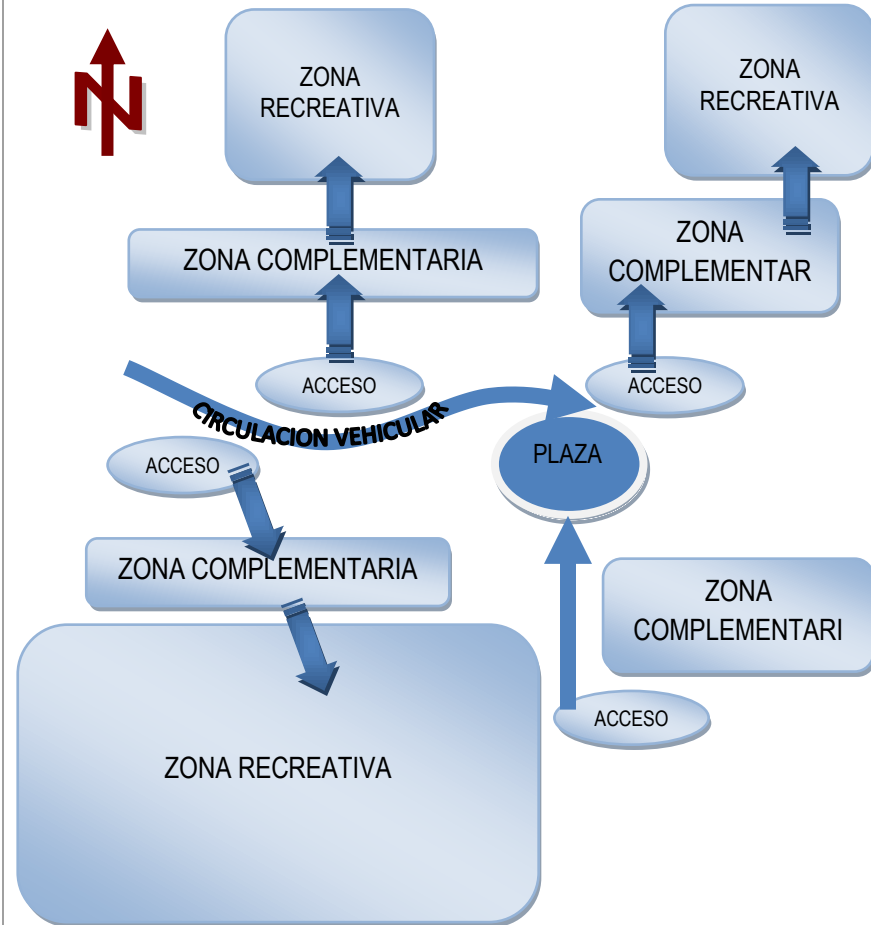 N
ZONA
RECREATIVA
ZONA
RECREATIVA
ZONA COMPLEMENTARIA
ZONA
COMPLEMENTAR
ACCESO
ACCESO
CIRCULACION VEHICULAR
PLAZA
ACCESO
ZONA COMPLEMENTARIA
ZONA
COMPLEMENTARI
ACCESO
ZONA RECREATIVA